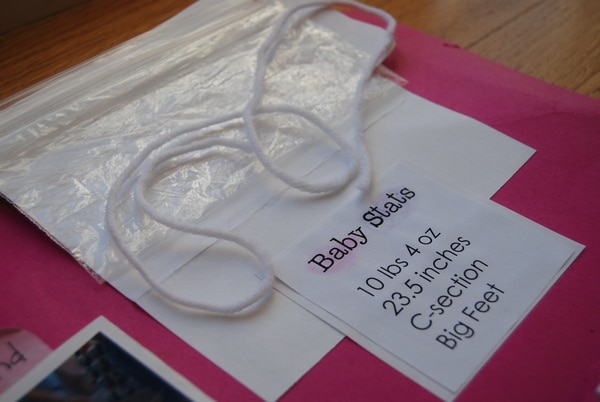 Baby Stats
10 lbs 4 oz
23.5 inches
C-section
Big Feet